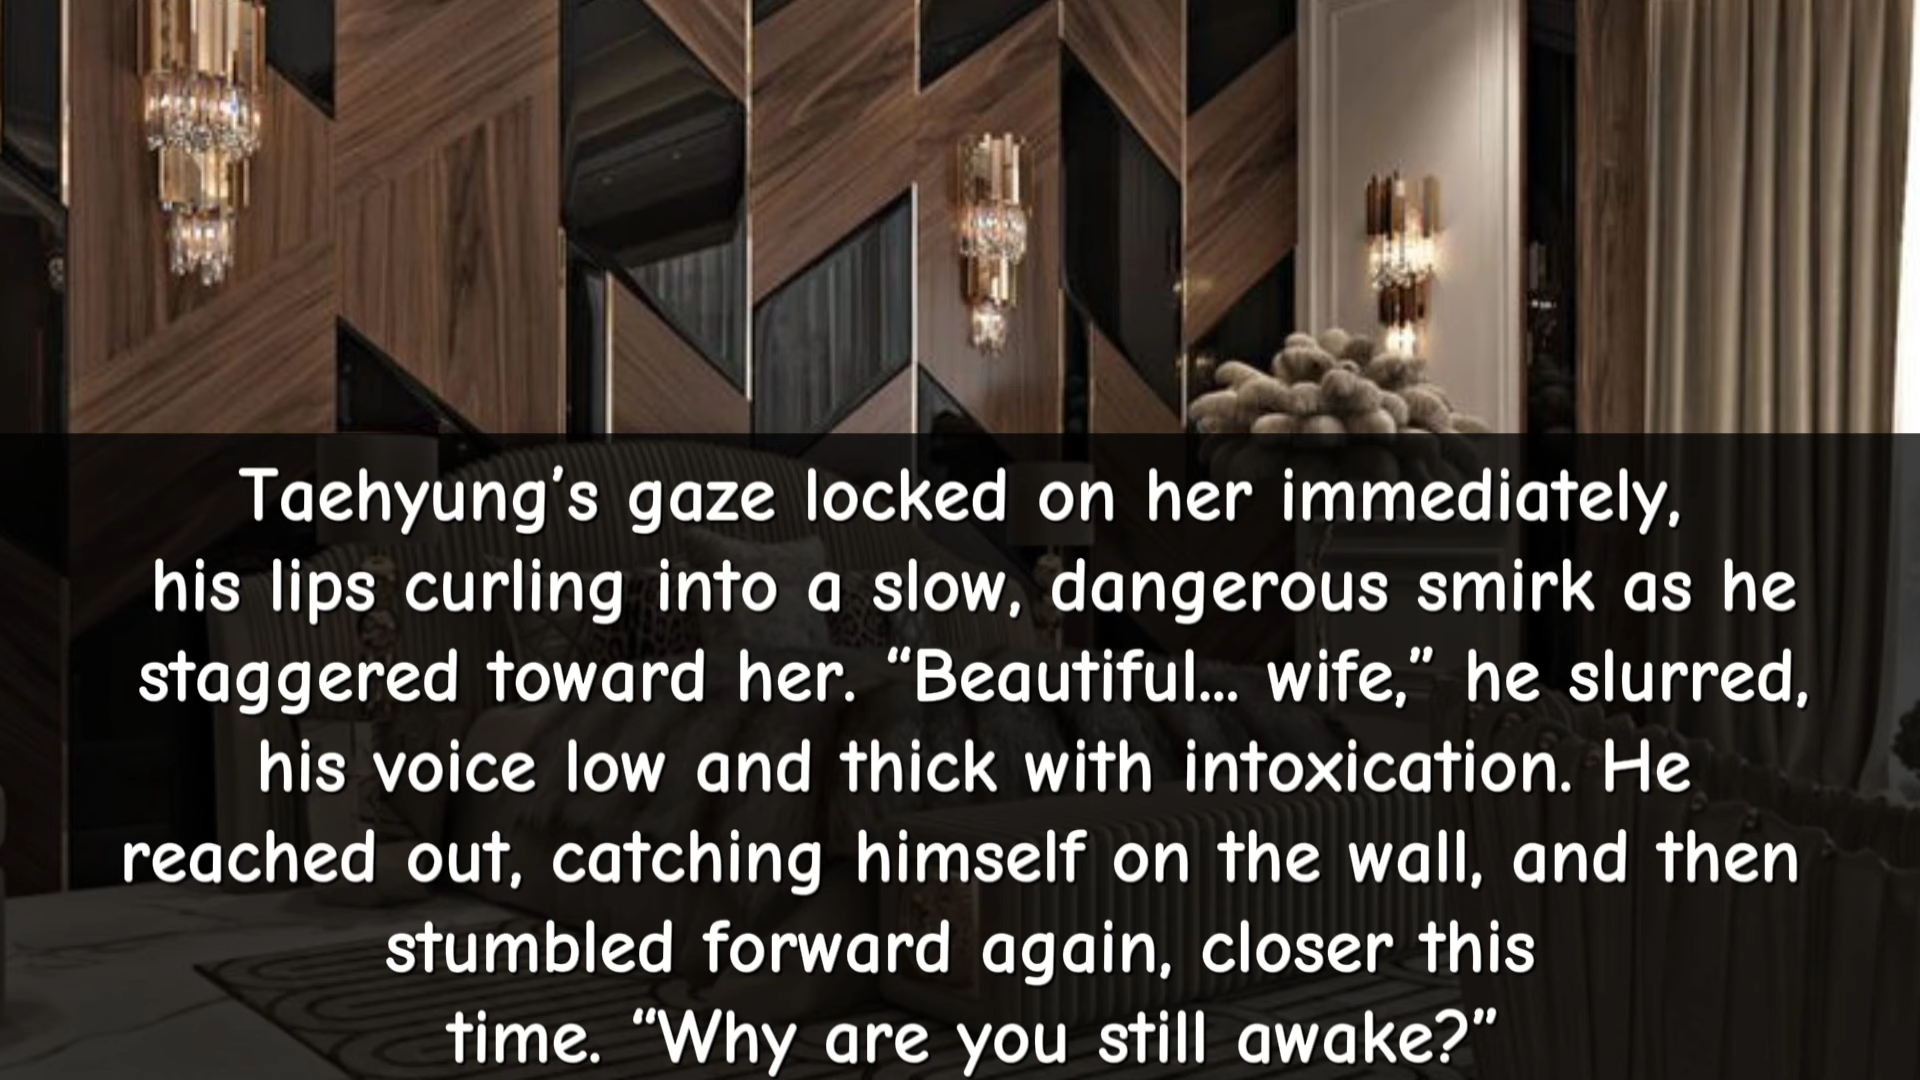 Taehyung’s gaze locked on her immediately,
his lips curling into a slow, dangerous smirk as he
staggered toward her. “Beautiful... wife,” he slurred,
his voice low and thick with intoxication. He
reached out, catching himself on the wall, and then
stumbled forward again, closer this
time. “Why are you still awake?”